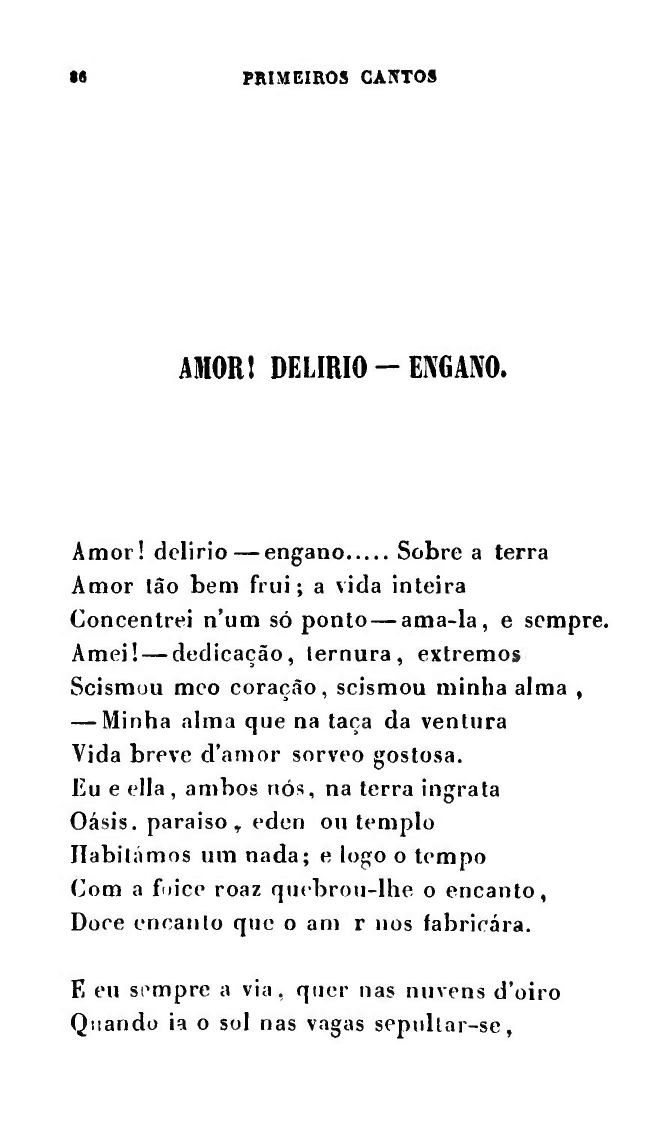 86 PRIMEIROS CANTOS
AMOR! DELIRIO — ENGANO.
Amor! delirio — engano..... Sobre a terra
Amor tão bem frui; a vida inteira
Concentrei n'um só ponto — ama-la, e sempre.
Amei! — dedicação, ternura, extremos
Scismou meo coração, scismou minha alma,
— Minha alma que na taça da ventura
Vida breve d'amor sorveo gostosa.
Eu e ella, ambos nós, na terra ingrata
Oásis. paraiso, eden ou templo
Habitámos um nada; e logo o tempo
Com a foice roaz quebrou-lhe o encanto,
Doce encanto que o am r nos fabricára.
E eu sempre a via, quer nas nuvens d'oiro
Quando ia o sol nas vagas sepultar-se,